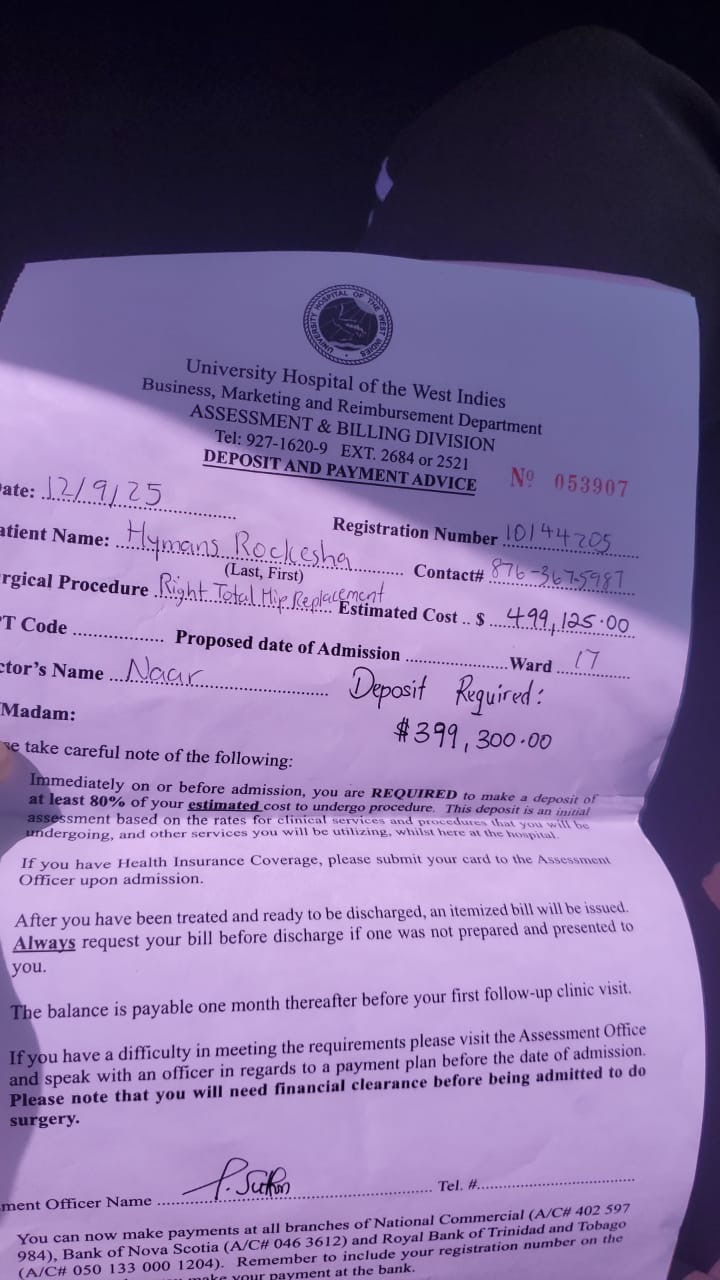 UNIVERSITY HOSPITAL OF THE WEST INDIES
University Hospital of the West Indies
Business, Marketing and Reimbursement Department
ASSESSMENT & BILLING DIVISION
Tel: 927-1620-9 EXT. 2684 or 2521
DEPOSIT AND PAYMENT ADVICE
Nº 053907
ate: 12/9/25
Registration Number 10144205
atient Name: Hymans Rockesha
(Last, First)
Contact# 876-367-5987
rgical Procedure Right Total Hip Replacement
Estimated Cost .. $ 499,125.00
PT Code ................ Proposed date of Admission .................... Ward 17
ctor's Name Naar
Deposit Required:
$399,300.00
Madam:
se take careful note of the following:
Immediately on or before admission, you are REQUIRED to make a deposit of
at least 80% of your estimated cost to undergo procedure. This deposit is an initial
assessment based on the rates for clinical services and procedures that you will be
undergoing, and other services you will be utilizing, whilst here at the hospital.
If you have Health Insurance Coverage, please submit your card to the Assessment
Officer upon admission.
After you have been treated and ready to be discharged, an itemized bill will be issued.
Always request your bill before discharge if one was not prepared and presented to
you.
The balance is payable one month thereafter before your first follow-up clinic visit.
If you have a difficulty in meeting the requirements please visit the Assessment Office
and speak with an officer in regards to a payment plan before the date of admission.
Please note that you will need financial clearance before being admitted to do
surgery.
ment Officer Name .......... Tel. #..........
You can now make payments at all branches of National Commercial (A/C# 402 597
984), Bank of Nova Scotia (A/C# 046 3612) and Royal Bank of Trinidad and Tobago
(A/C# 050 133 000 1204). Remember to include your registration number on the
make your payment at the bank.